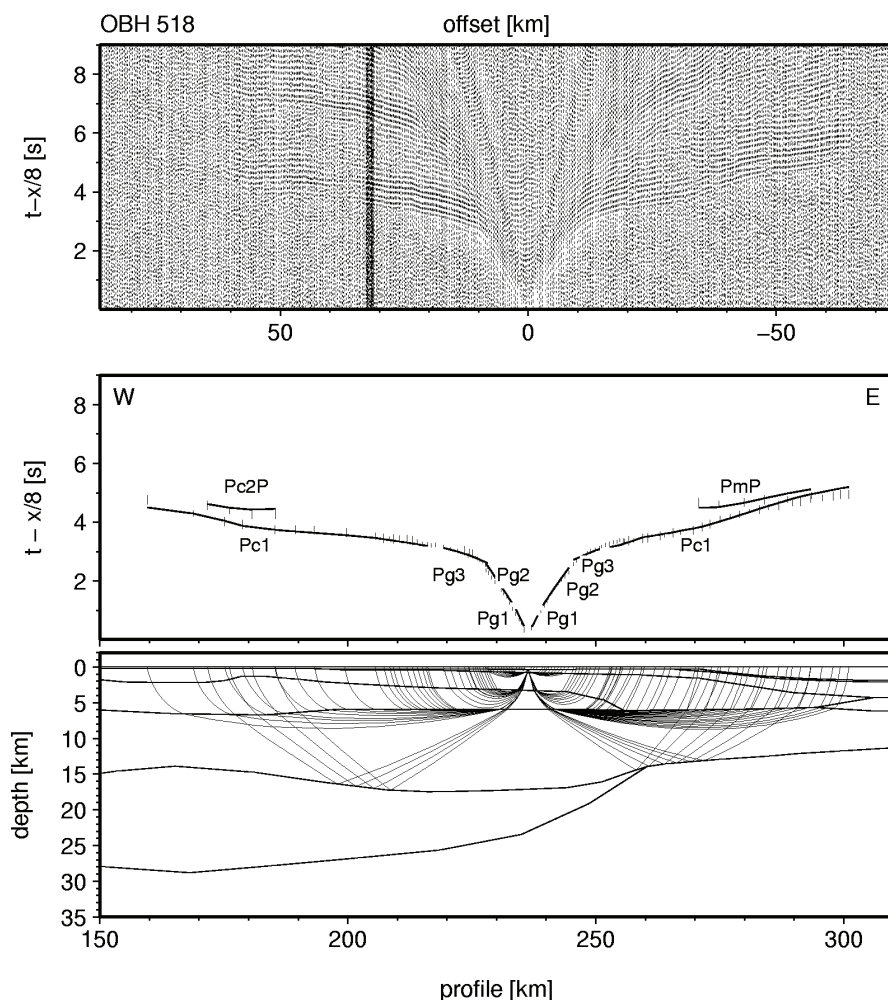 OBH 518 offset [km]
8
6
4
2
t–x/8 [s]
50 0 –50
W E
8
6
4
2
0
t – x/8 [s]
Pc2P PmP
Pc1 Pc1
Pg3 Pg2 Pg3
Pg2
Pg1 Pg1
0
5
10
15
20
25
30
35
depth [km]
150 200 250 300
profile [km]